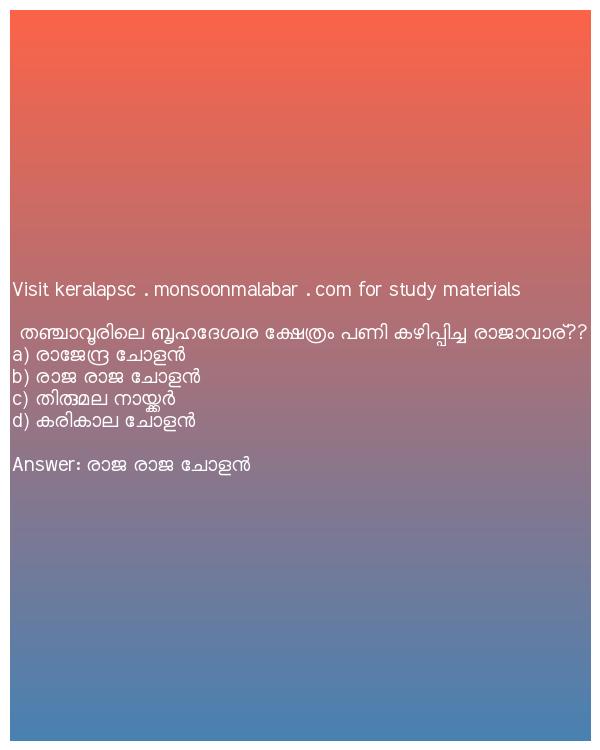 Visit keralapsc . monsoonmalabar . com for study materials
തഞ്ചാവൂരിലെ ബൃഹദേശ്വര ക്ഷേത്രം പണി കഴിപ്പിച്ച രാജാവാര്??
a) രാജേന്ദ്ര ചോളൻ
b) രാജ രാജ ചോളൻ
c) തിരുമല നായ്ക്കർ
d) കരികാല ചോളൻ
Answer: രാജ രാജ ചോളൻ